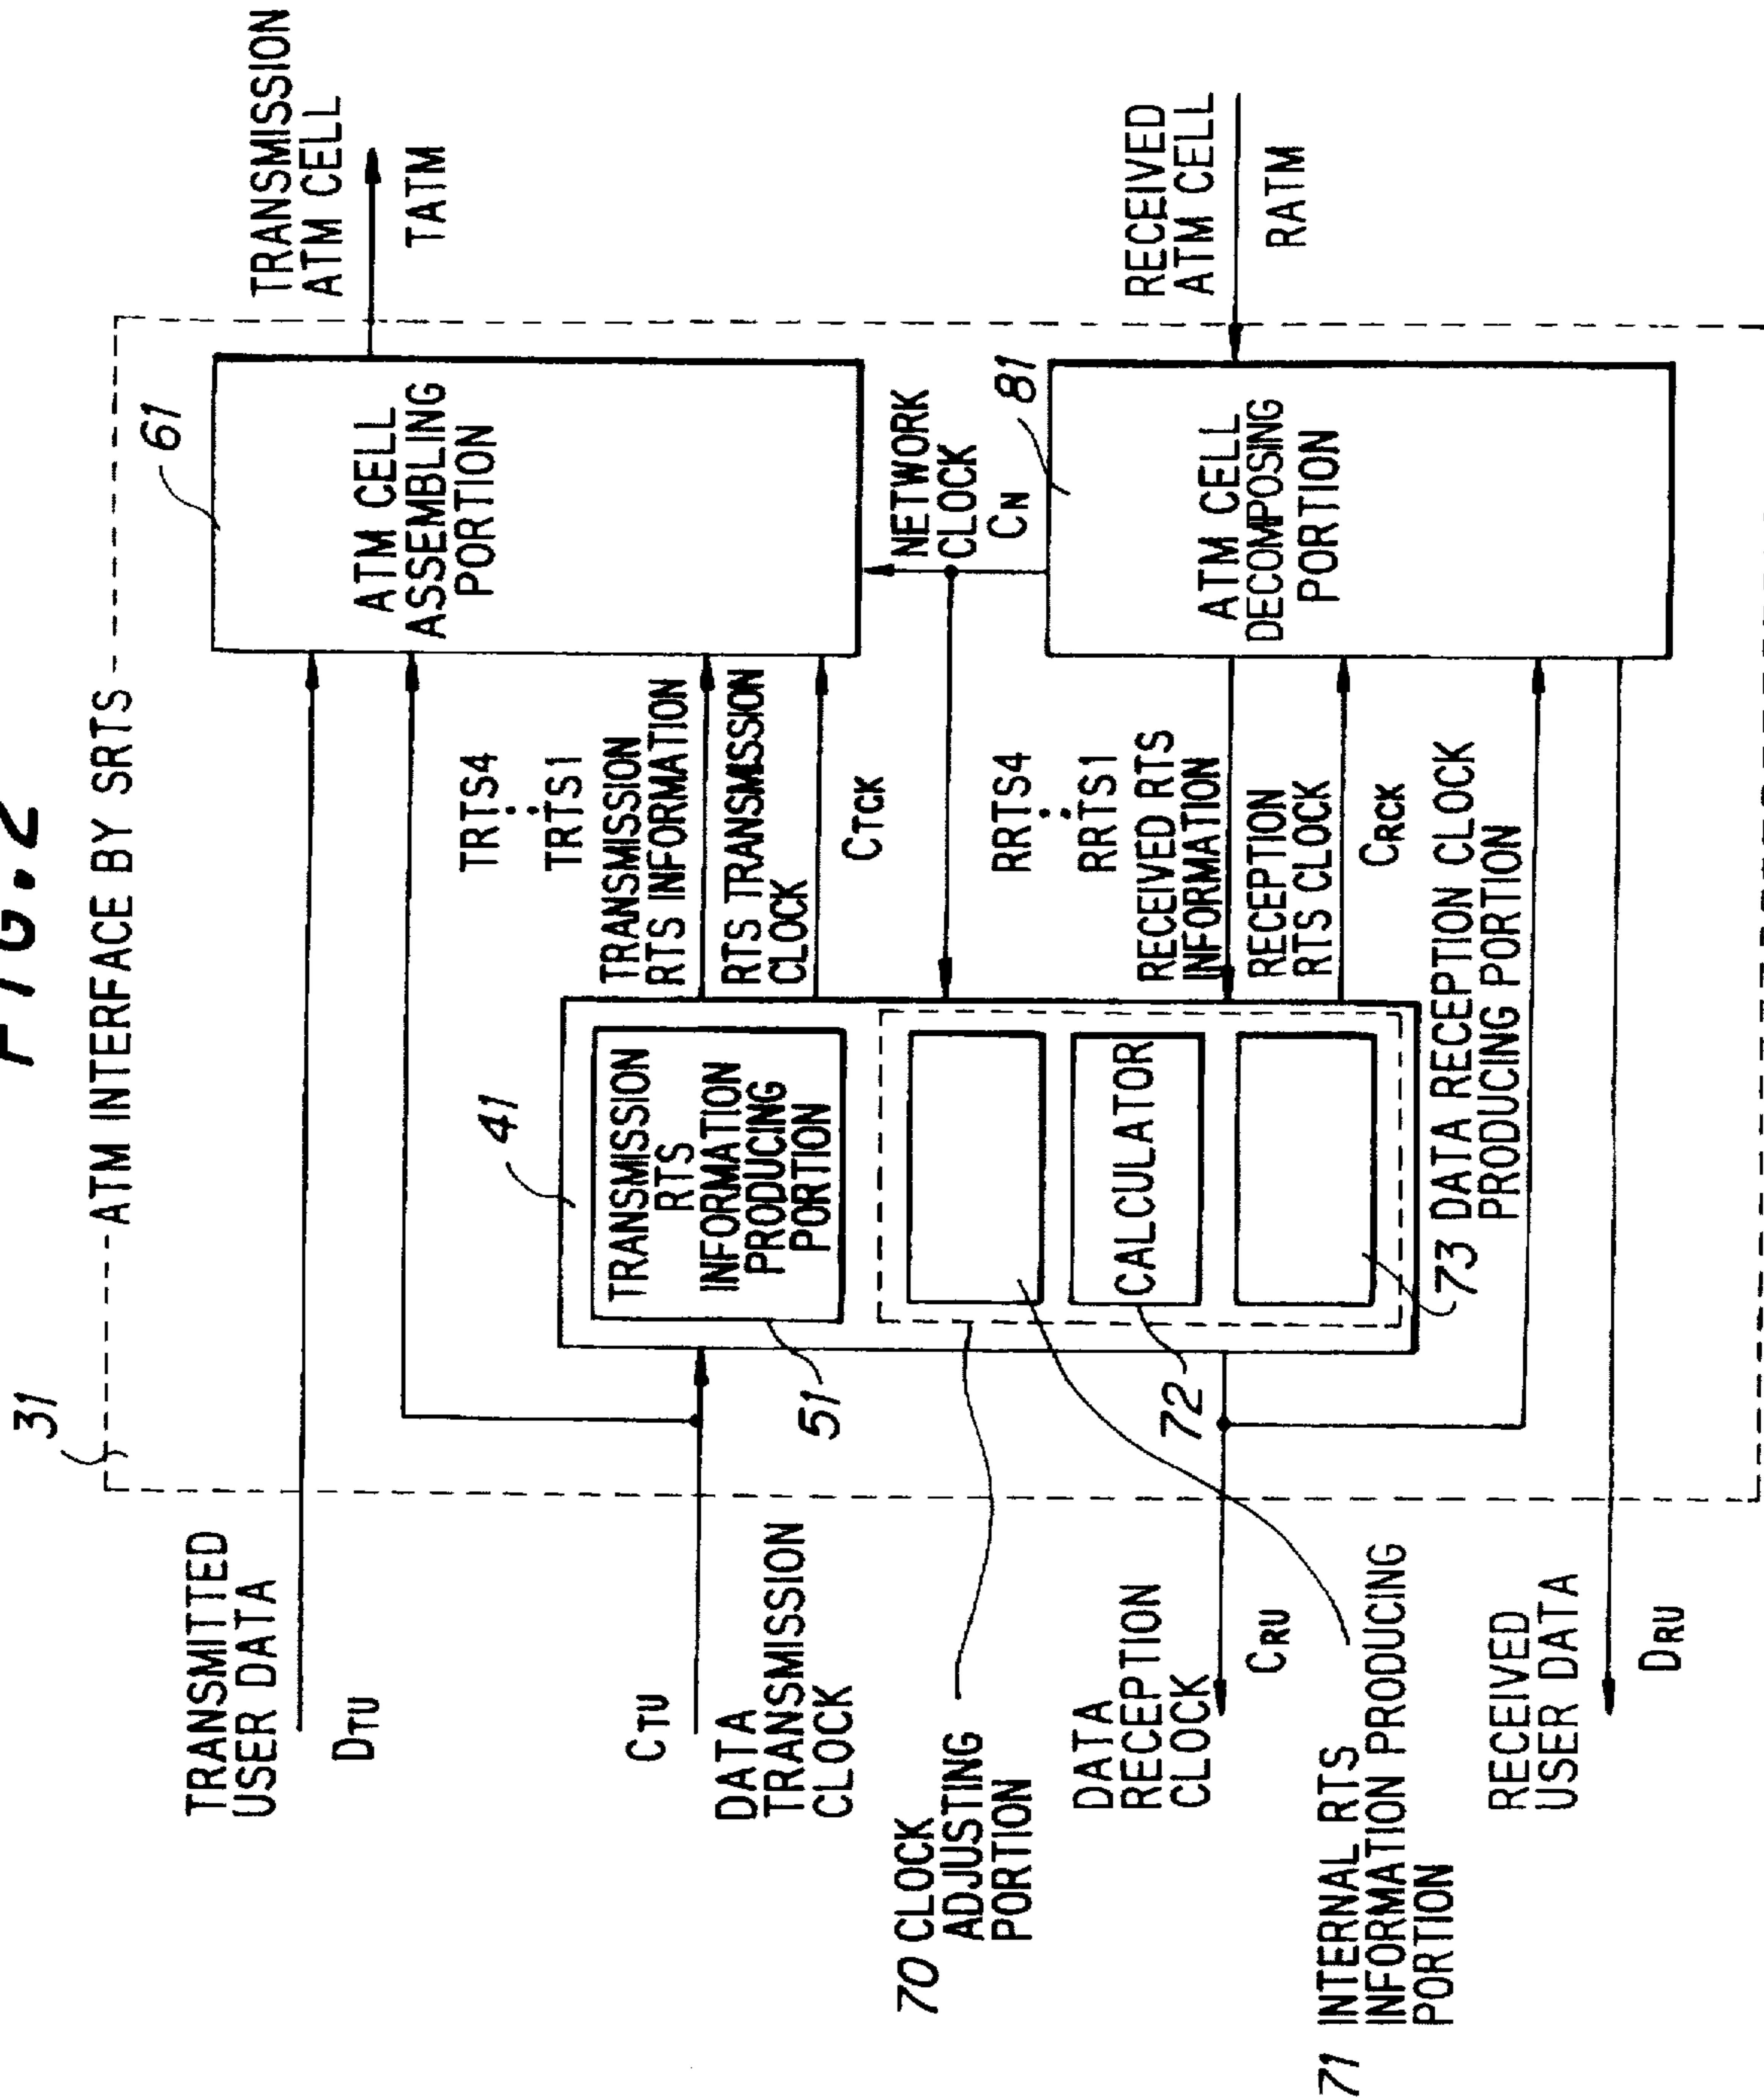 FIG.2
31
ATM INTERFACE BY SRTS
TRANSMITTED
USER DATA
DTU
CTU
DATA
TRANSMISSION
CLOCK
70 CLOCK
ADJUSTING
PORTION
DATA
RECEPTION
CLOCK
CRU
71 INTERNAL RTS
INFORMATION PRODUCING
PORTION
RECEIVED
USER DATA
DRU
41
TRANSMISSION
RTS
INFORMATION
PRODUCING
PORTION
51
CALCULATOR
72
73 DATA RECEPTION CLOCK
PRODUCING PORTION
TRTS4
:
TRTS1
TRANSMISSION
RTS INFORMATION
RTS TRANSMISSION
CLOCK
CTCK
RRTS4
:
RRTS1
RECEIVED RTS
INFORMATION
RECEPTION
RTS CLOCK
CRCK
61
ATM CELL
ASSEMBLING
PORTION
NETWORK
CLOCK
CN
81
ATM CELL
DECOMPOSING
PORTION
TRANSMISSION
ATM CELL
TATM
RECEIVED
ATM CELL
RATM